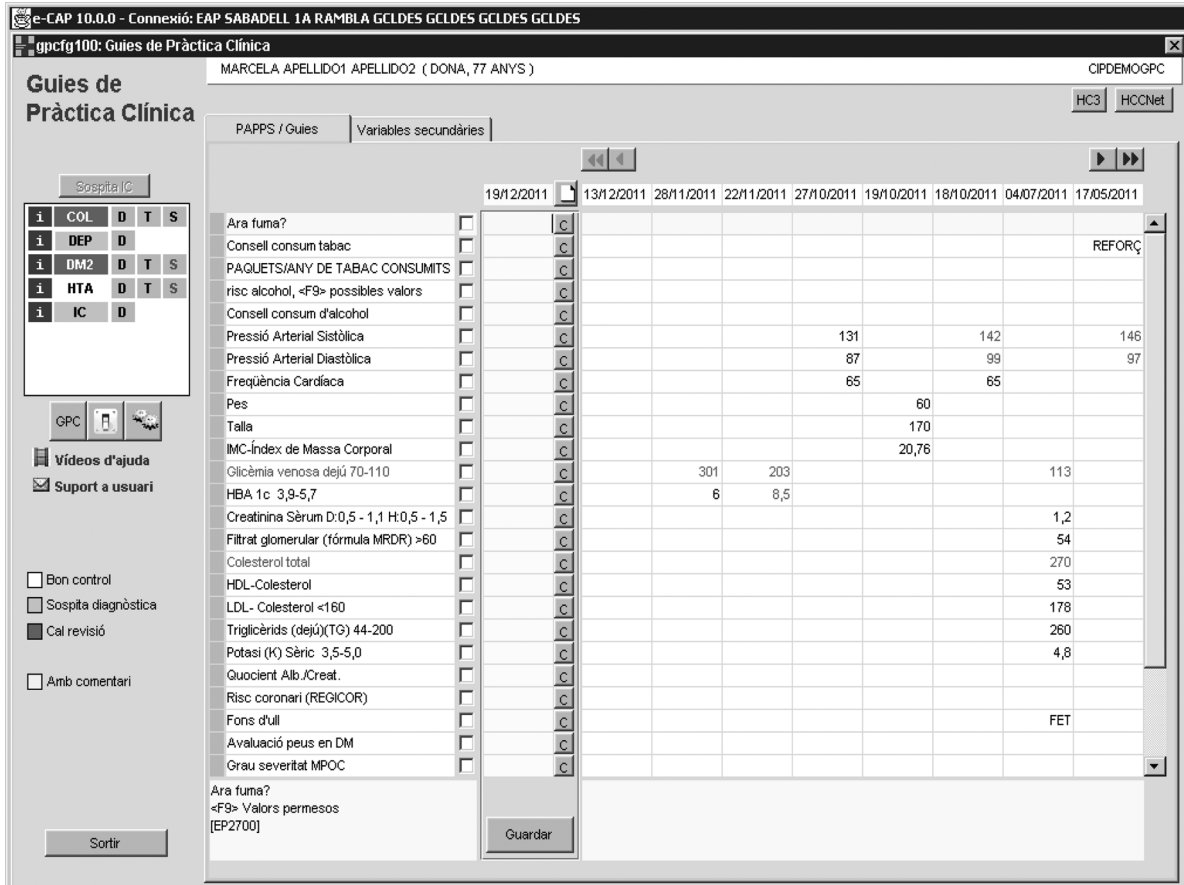 e-CAP 10.0.0 - Connexió: EAP SABADELL 1A RAMBLA GCLDES GCLDES GCLDES GCLDES
gpcfg100: Guies de Pràctica Clínica
Guies de
Pràctica Clínica
MARCELA APELLIDO1 APELLIDO2 ( DONA, 77 ANYS ) CIPDEMOGPC
HC3 HCCNet
PAPPS / Guies Variables secundàries
Sospita IC
i COL D T S
i DEP D
i DM2 D T S
i HTA D T S
i IC D
GPC
Vídeos d'ajuda
Suport a usuari
Bon control
Sospita diagnòstica
Cal revisió
Amb comentari
Sortir
19/12/2011 13/12/2011 28/11/2011 22/11/2011 27/10/2011 19/10/2011 18/10/2011 04/07/2011 17/05/2011
Ara fuma? C
Consell consum tabac C REFORÇ
PAQUETS/ANY DE TABAC CONSUMITS C
risc alcohol, <F9> possibles valors C
Consell consum d'alcohol C
Pressió Arterial Sistòlica C 131 142 146
Pressió Arterial Diastòlica C 87 99 97
Freqüència Cardíaca C 65 65
Pes C 60
Talla C 170
IMC-Índex de Massa Corporal C 20,76
Glicèmia venosa dejú 70-110 C 301 203 113
HBA 1c 3,9-5,7 C 6 8,5
Creatinina Sèrum D:0,5 - 1,1 H:0,5 - 1,5 C 1,2
Filtrat glomerular (fórmula MRDR) >60 C 54
Colesterol total C 270
HDL-Colesterol C 53
LDL- Colesterol <160 C 178
Triglicèrids (dejú)(TG) 44-200 C 260
Potasi (K) Sèric 3,5-5,0 C 4,8
Quocient Alb./Creat. C
Risc coronari (REGICOR) C
Fons d'ull C FET
Avaluació peus en DM C
Grau severitat MPOC C
Ara fuma?
<F9> Valors permesos
[EP2700]
Guardar